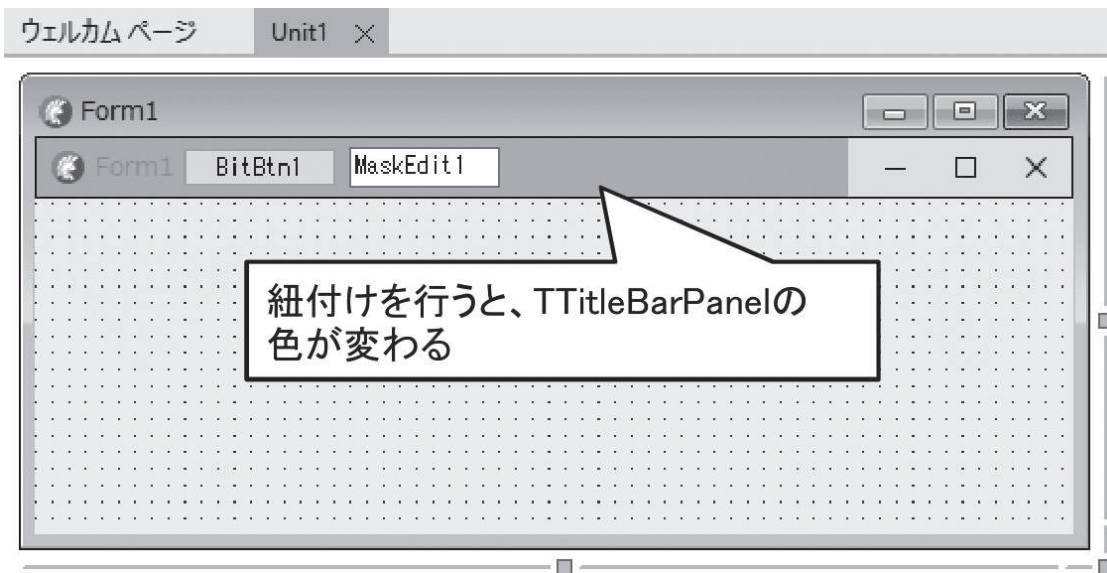 ウェルカム ページ
Unit1
Form1
Form1
BitBtn1
MaskEdit1
紐付けを行うと、TTitleBarPanelの
色が変わる